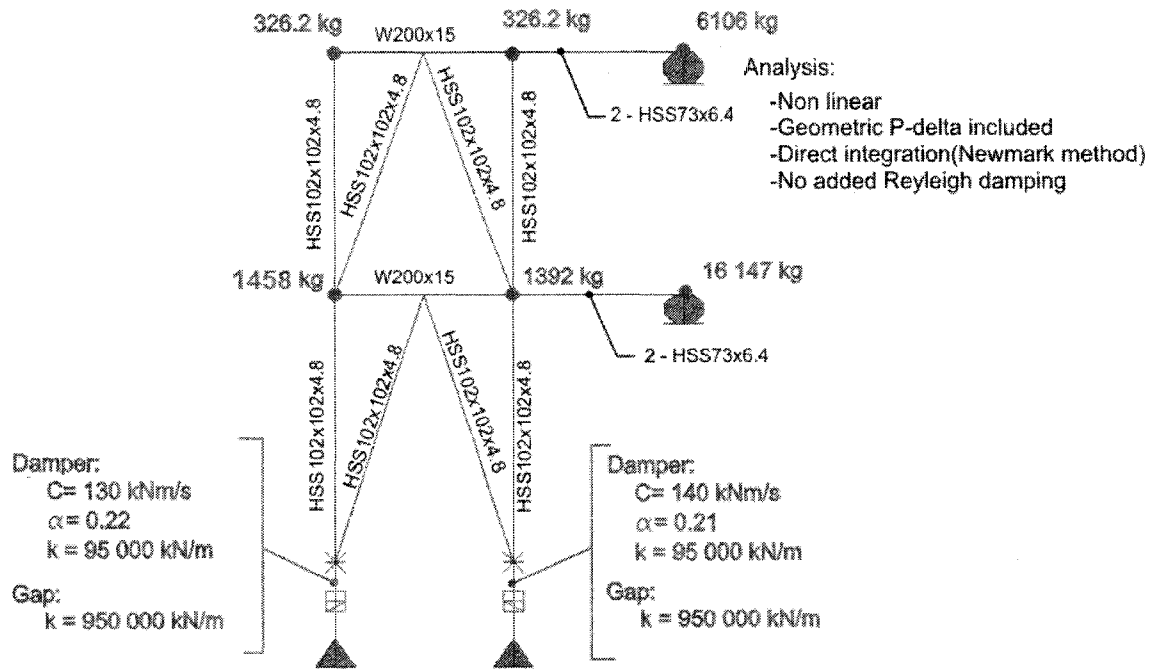 326.2 kg
W200x15
326.2 kg
6106 kg
Analysis:
-Non linear
-Geometric P-delta included
-Direct integration(Newmark method)
-No added Reyleigh damping
2 - HSS73x6.4
HSS102x102x4.8
HSS102x102x4.8
HSS102x102x4.8
HSS102x102x4.8
1458 kg
W200x15
1392 kg
16 147 kg
2 - HSS73x6.4
HSS102x102x4.8
HSS102x102x4.8
HSS102x102x4.8
HSS102x102x4.8
Damper:
C= 130 kNm/s
α= 0.22
k = 95 000 kN/m
Gap:
k = 950 000 kN/m
Damper:
C= 140 kNm/s
α= 0.21
k = 95 000 kN/m
Gap:
k = 950 000 kN/m